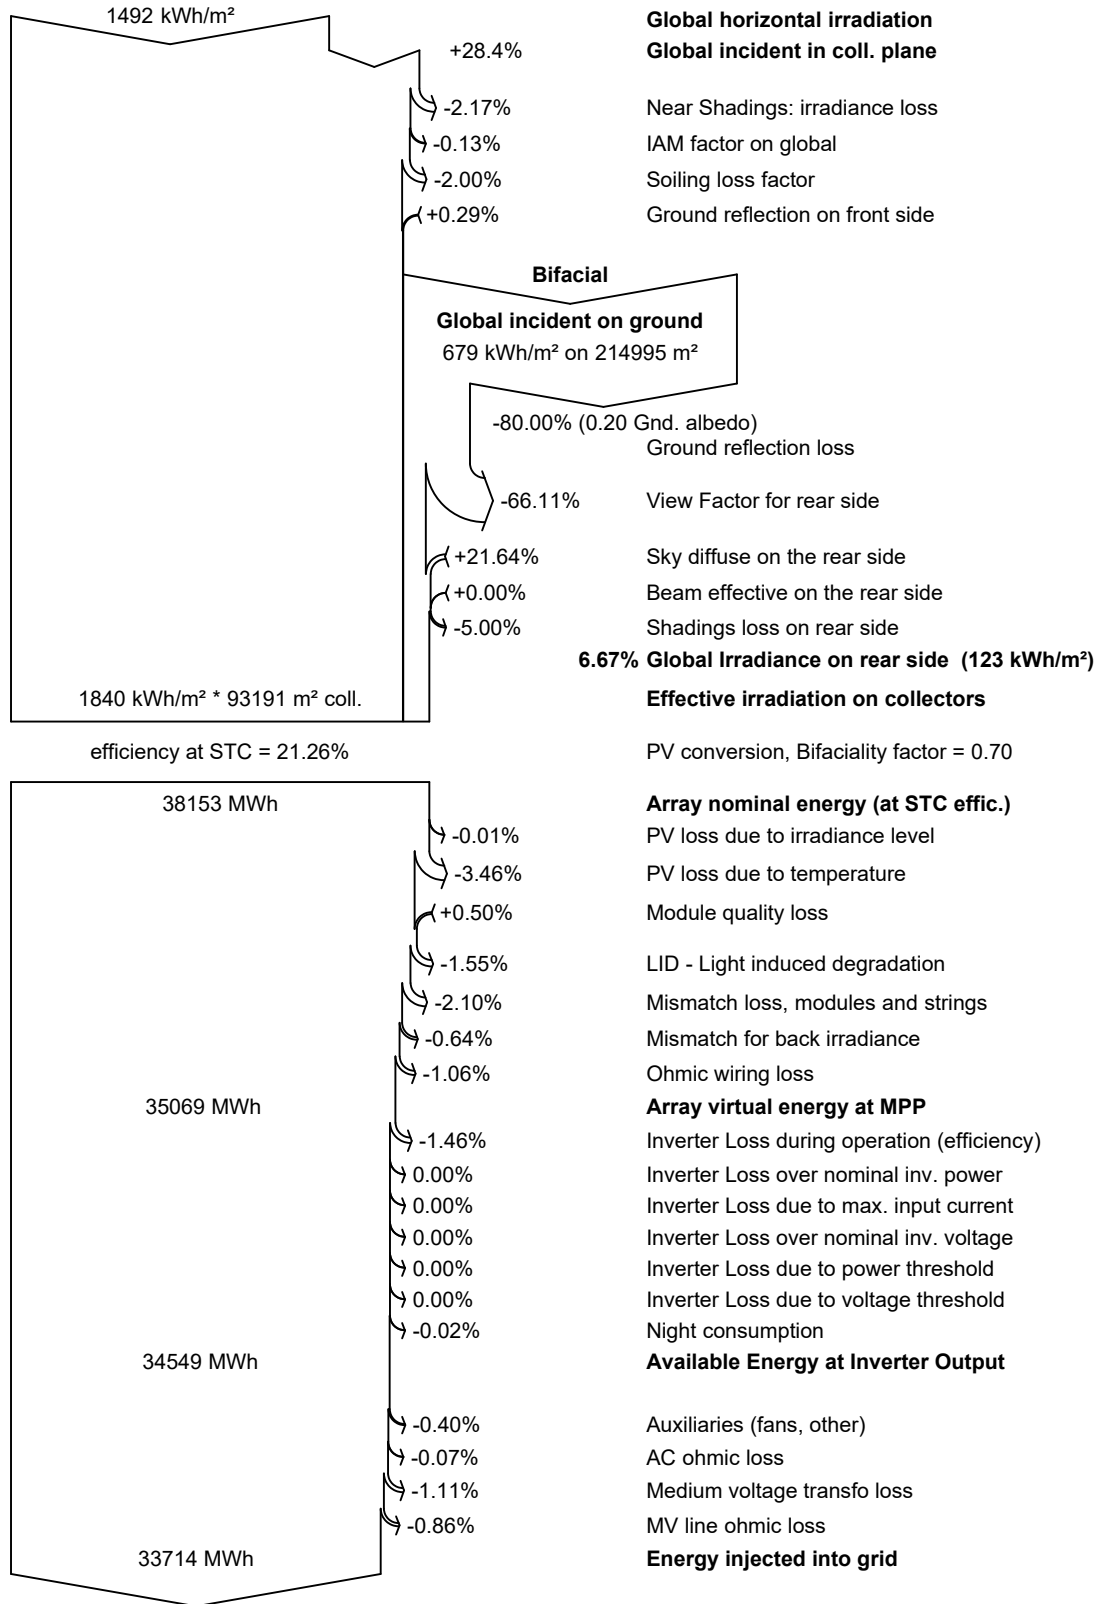 1492 kWh/m² Global horizontal irradiation
+28.4% Global incident in coll. plane
-2.17% Near Shadings: irradiance loss
-0.13% IAM factor on global
-2.00% Soiling loss factor
+0.29% Ground reflection on front side
Bifacial
Global incident on ground
679 kWh/m² on 214995 m²
-80.00% (0.20 Gnd. albedo)
Ground reflection loss
-66.11% View Factor for rear side
+21.64% Sky diffuse on the rear side
+0.00% Beam effective on the rear side
-5.00% Shadings loss on rear side
6.67% Global Irradiance on rear side (123 kWh/m²)
1840 kWh/m² * 93191 m² coll. Effective irradiation on collectors
efficiency at STC = 21.26% PV conversion, Bifaciality factor = 0.70
38153 MWh Array nominal energy (at STC effic.)
-0.01% PV loss due to irradiance level
-3.46% PV loss due to temperature
+0.50% Module quality loss
-1.55% LID - Light induced degradation
-2.10% Mismatch loss, modules and strings
-0.64% Mismatch for back irradiance
-1.06% Ohmic wiring loss
35069 MWh Array virtual energy at MPP
-1.46% Inverter Loss during operation (efficiency)
0.00% Inverter Loss over nominal inv. power
0.00% Inverter Loss due to max. input current
0.00% Inverter Loss over nominal inv. voltage
0.00% Inverter Loss due to power threshold
0.00% Inverter Loss due to voltage threshold
-0.02% Night consumption
34549 MWh Available Energy at Inverter Output
-0.40% Auxiliaries (fans, other)
-0.07% AC ohmic loss
-1.11% Medium voltage transfo loss
-0.86% MV line ohmic loss
33714 MWh Energy injected into grid